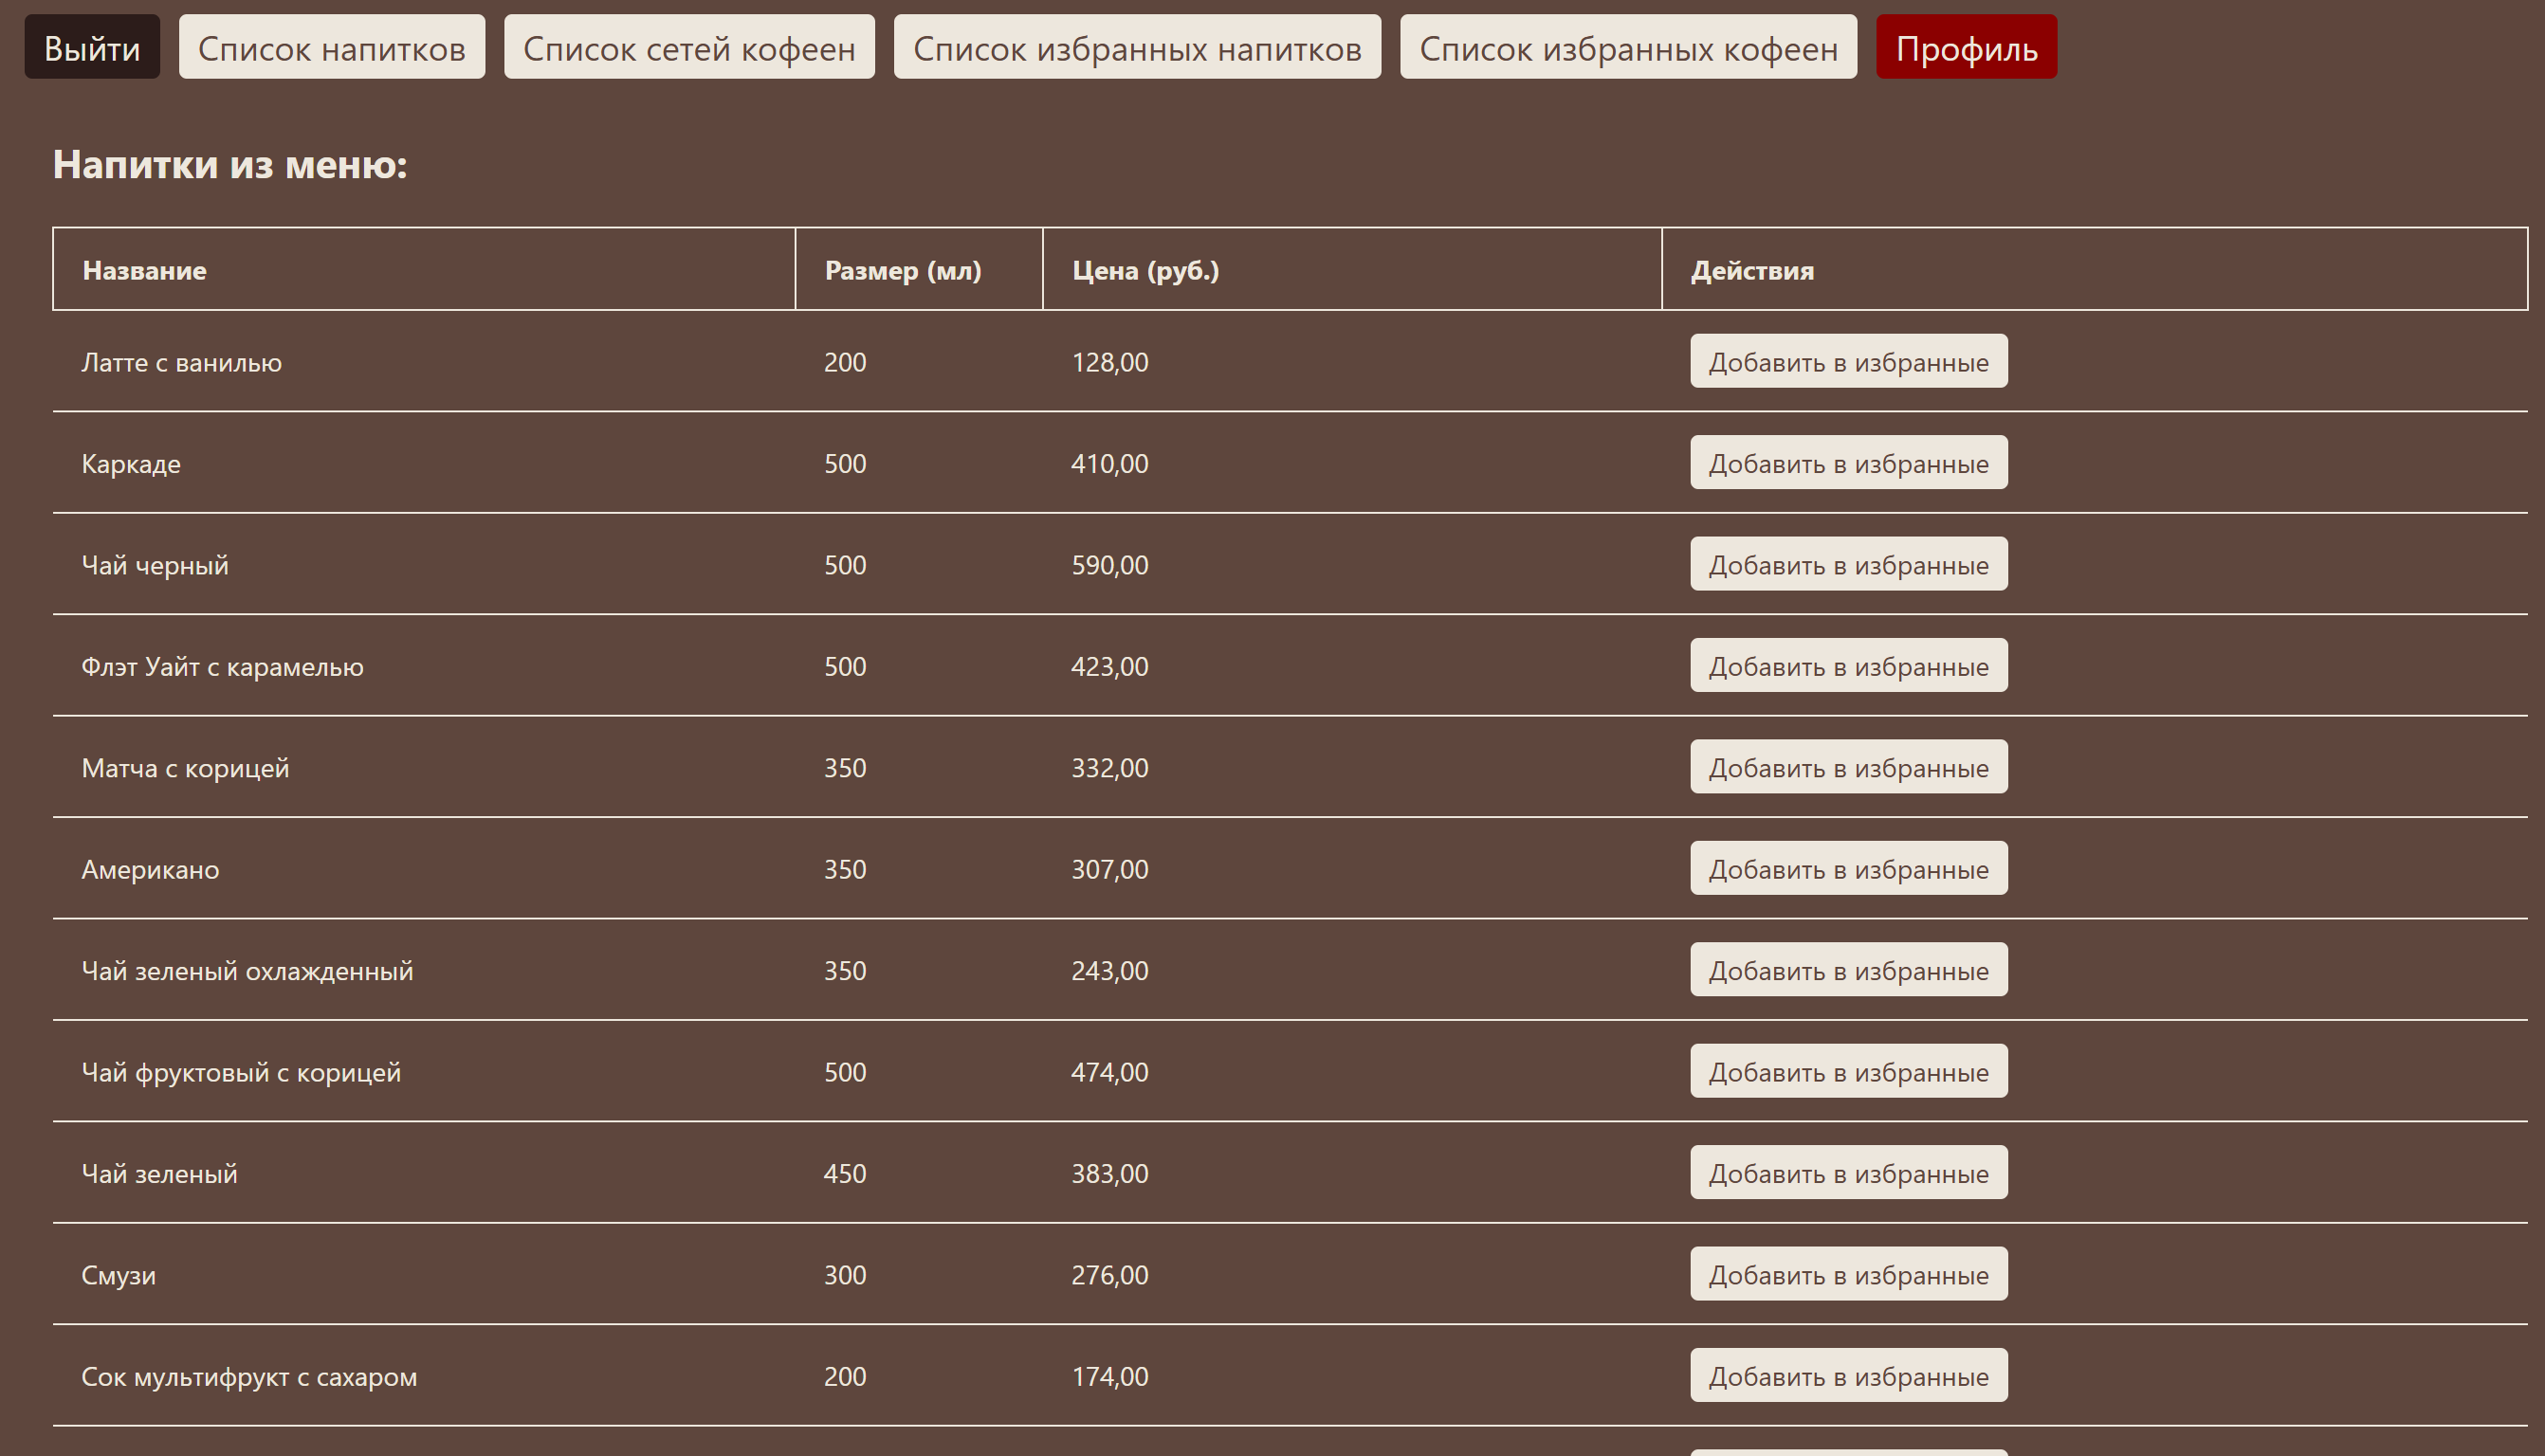 Выйти Список напитков Список сетей кофеен Список избранных напитков Список избранных кофеен Профиль
Напитки из меню:
Название Размер (мл) Цена (руб.) Действия
Латте с ванилью 200 128,00 Добавить в избранные
Каркаде 500 410,00 Добавить в избранные
Чай черный 500 590,00 Добавить в избранные
Флэт Уайт с карамелью 500 423,00 Добавить в избранные
Матча с корицей 350 332,00 Добавить в избранные
Американо 350 307,00 Добавить в избранные
Чай зеленый охлажденный 350 243,00 Добавить в избранные
Чай фруктовый с корицей 500 474,00 Добавить в избранные
Чай зеленый 450 383,00 Добавить в избранные
Смузи 300 276,00 Добавить в избранные
Сок мультифрукт с сахаром 200 174,00 Добавить в избранные